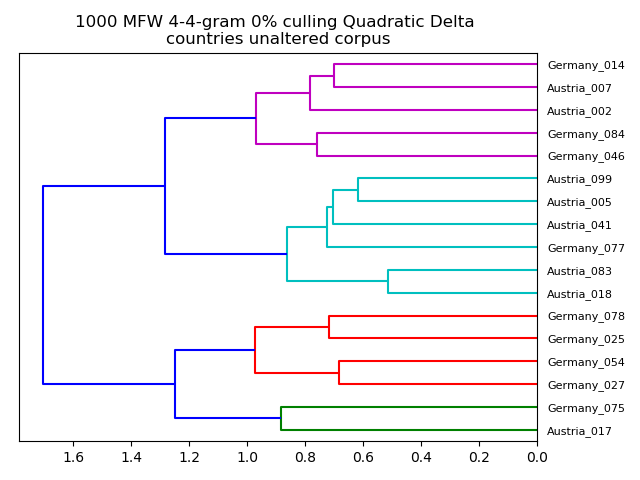 1000 MFW 4-4-gram 0% culling Quadratic Delta
countries unaltered corpus
Germany_014
Austria_007
Austria_002
Germany_084
Germany_046
Austria_099
Austria_005
Austria_041
Germany_077
Austria_083
Austria_018
Germany_078
Germany_025
Germany_054
Germany_027
Germany_075
Austria_017
1.6 1.4 1.2 1.0 0.8 0.6 0.4 0.2 0.0